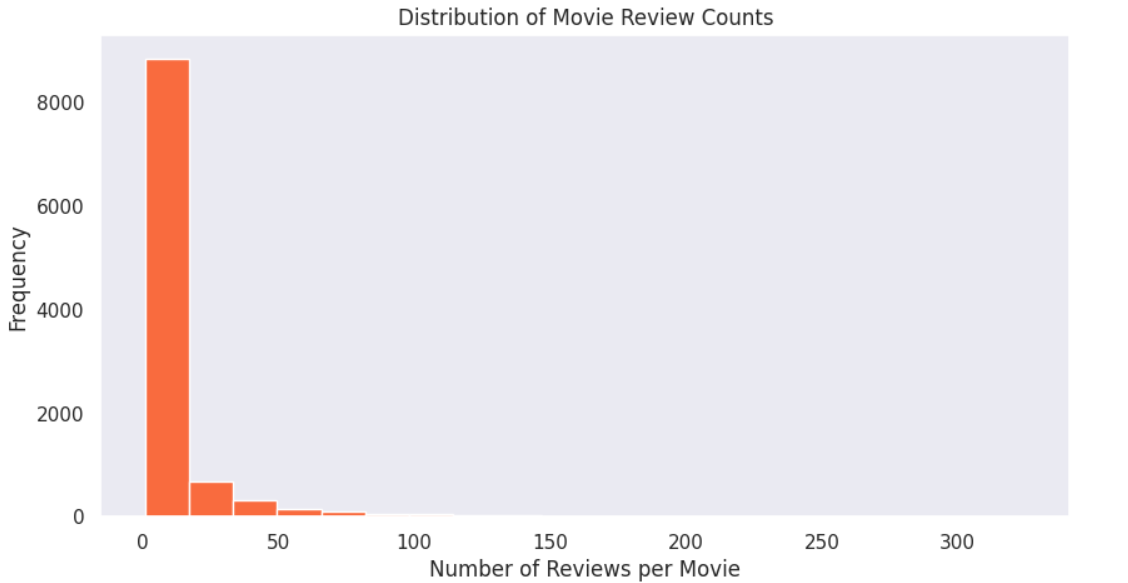 Distribution of Movie Review Counts
8000
6000
4000
2000
0
Frequency
0 50 100 150 200 250 300
Number of Reviews per Movie